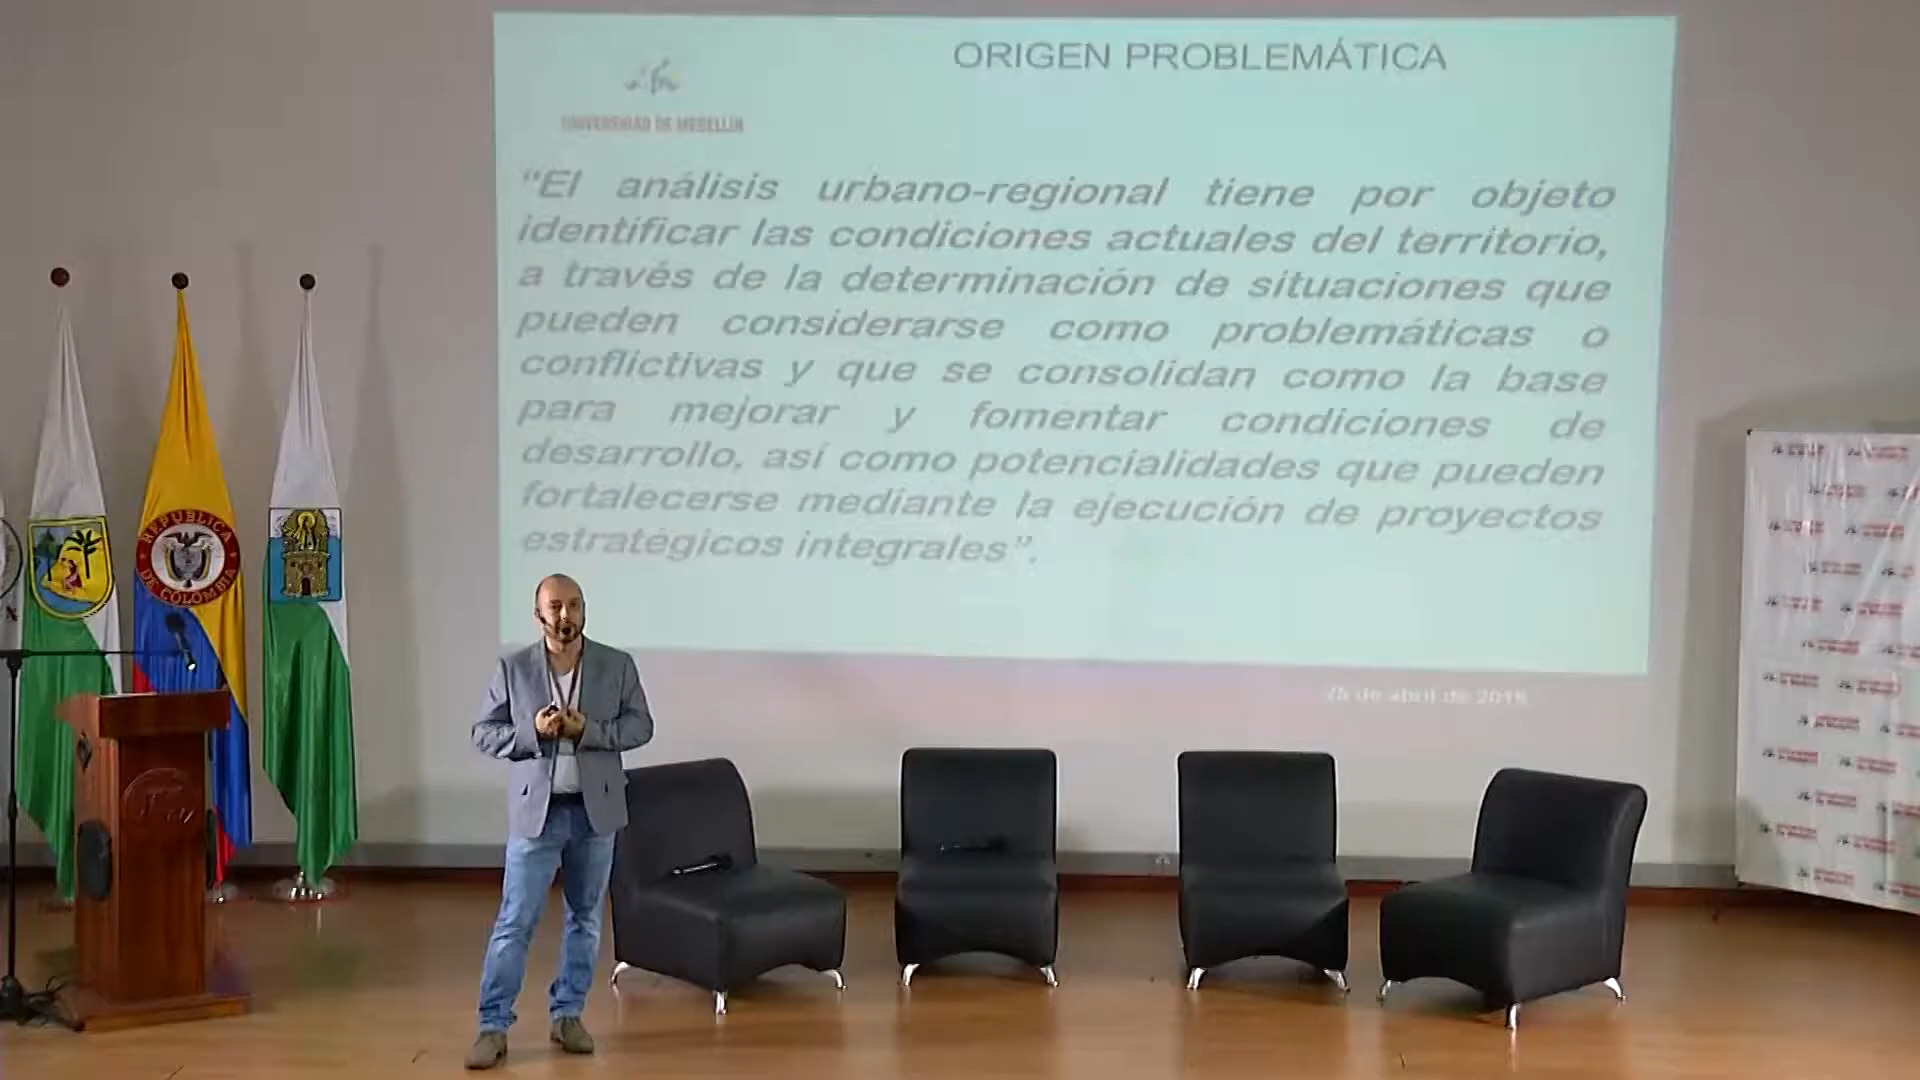 ORIGEN PROBLEMÁTICA
UNIVERSIDAD DE MEDELLÍN
“El análisis urbano-regional tiene por objeto
identificar las condiciones actuales del territorio,
a través de la determinación de situaciones que
pueden considerarse como problemáticas o
conflictivas y que se consolidan como la base
para mejorar y fomentar condiciones de
desarrollo, así como potencialidades que pueden
fortalecerse mediante la ejecución de proyectos
estratégicos integrales”.
REPUBLICA
DE COLOMBIA